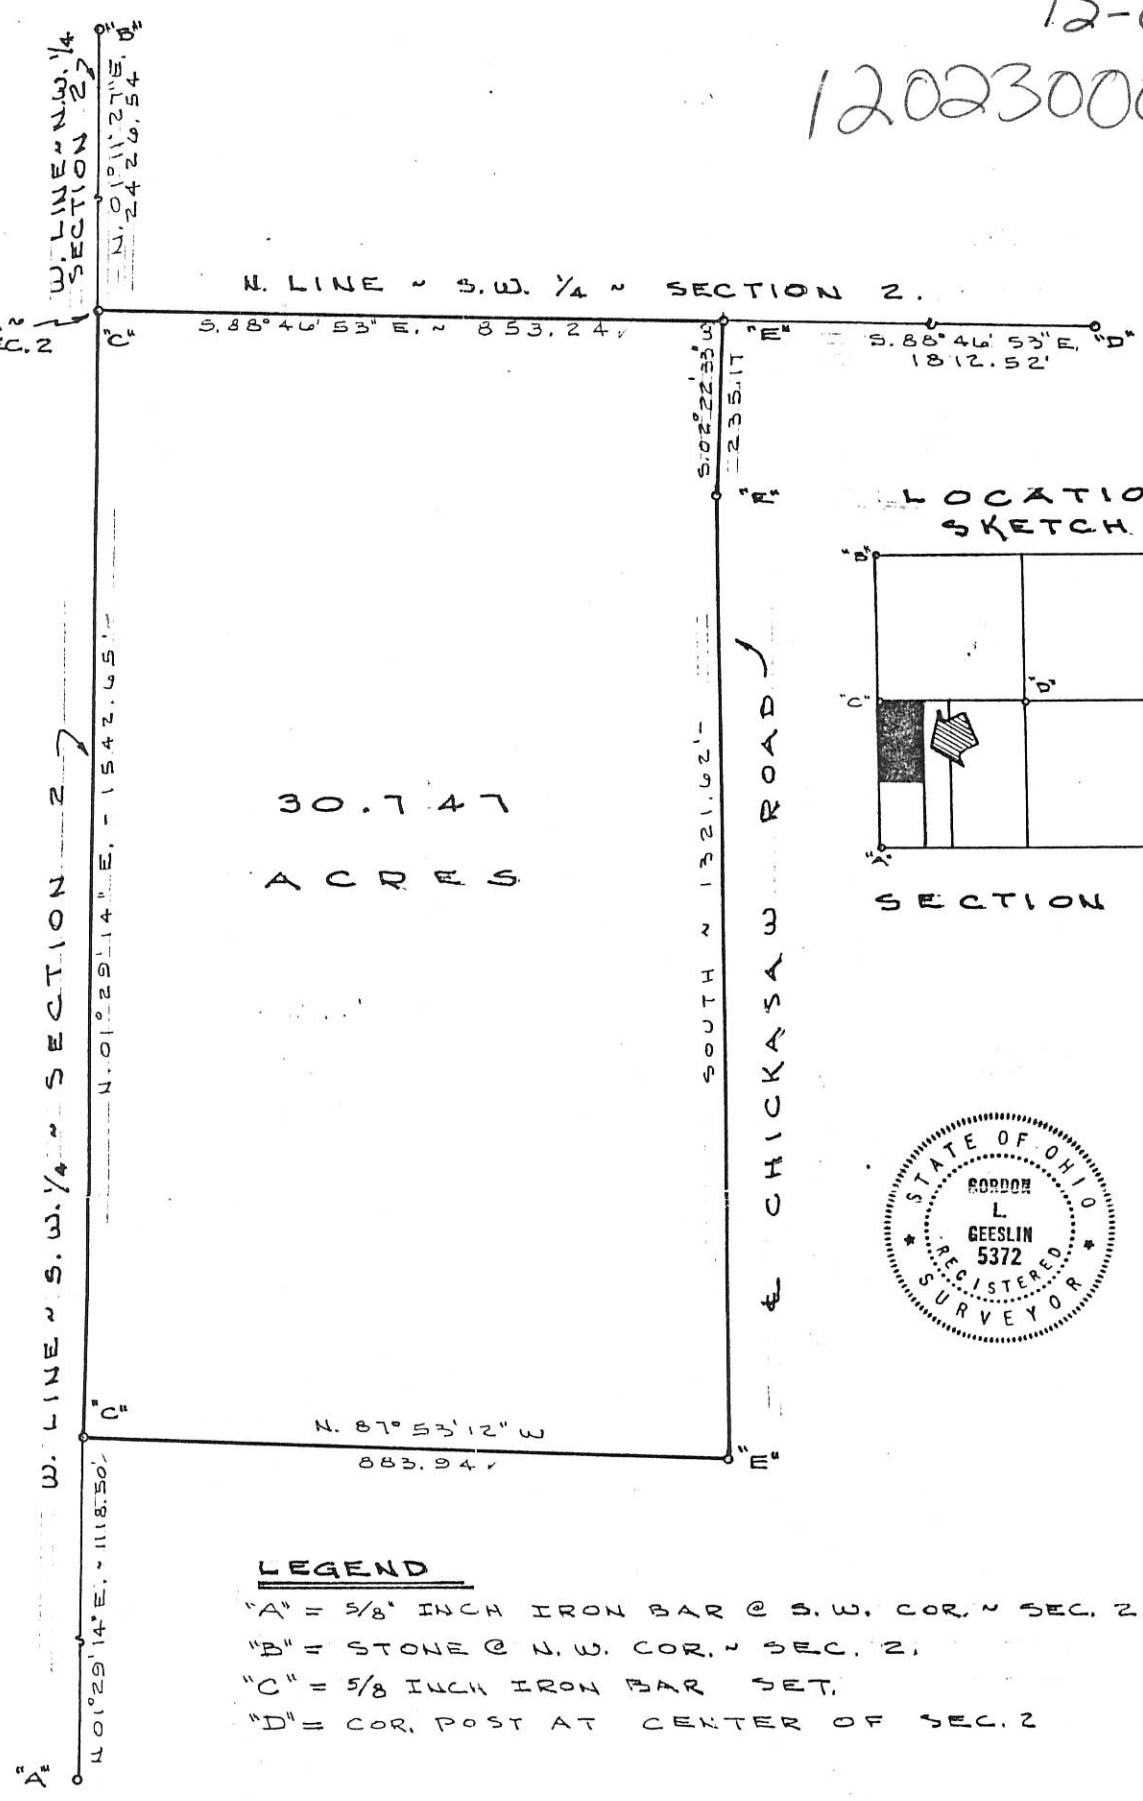 12-
1202300
"B"
W. LINE ~ N.W. 1/4
SECTION 2
N. 01°11'27" E.
2426.54
N. LINE ~ S.W. 1/4 ~ SECTION 2.
C. 2
"C"
S. 88° 46' 53" E. ~ 853.24
"E"
S. 88° 46' 53" E.
1812.52'
"D"
S. 02° 22' 33" W
235.17
"E"
LOCATIO
SKETCH
"B"
"C"
"D"
"A"
SECTION
W. LINE ~ S.W. 1/4 ~ SECTION 2
N. 01° 29' 14" E. - 1542.65'
30.747
ACRES
SOUTH ~ 1321.62'
℄ CHICKASAW ROAD
STATE OF OHIO
GORDON
L.
GEESLIN
5372
REGISTERED
SURVEYOR
"C"
N. 87° 53' 12" W
883.94
"E"
N 01° 29' 14" E. ~ 1118.50'
"A"
LEGEND
"A" = 5/8" INCH IRON BAR @ S.W. COR. ~ SEC. 2
"B" = STONE @ N.W. COR. ~ SEC. 2.
"C" = 5/8 INCH IRON BAR SET.
"D" = COR. POST AT CENTER OF SEC. 2